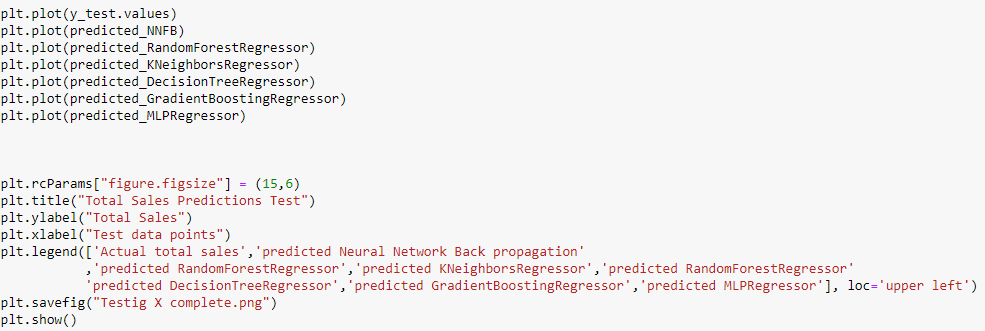 plt.plot(y_test.values)
plt.plot(predicted_NNFB)
plt.plot(predicted_RandomForestRegressor)
plt.plot(predicted_KNeighborsRegressor)
plt.plot(predicted_DecisionTreeRegressor)
plt.plot(predicted_GradientBoostingRegressor)
plt.plot(predicted_MLPRegressor)
plt.rcParams["figure.figsize"] = (15,6)
plt.title("Total Sales Predictions Test")
plt.ylabel("Total Sales")
plt.xlabel("Test data points")
plt.legend(['Actual total sales','predicted Neural Network Back propagation'
,'predicted RandomForestRegressor','predicted KNeighborsRegressor','predicted RandomForestRegressor'
'predicted DecisionTreeRegressor','predicted GradientBoostingRegressor','predicted MLPRegressor'], loc='upper left')
plt.savefig("Testig X complete.png")
plt.show()